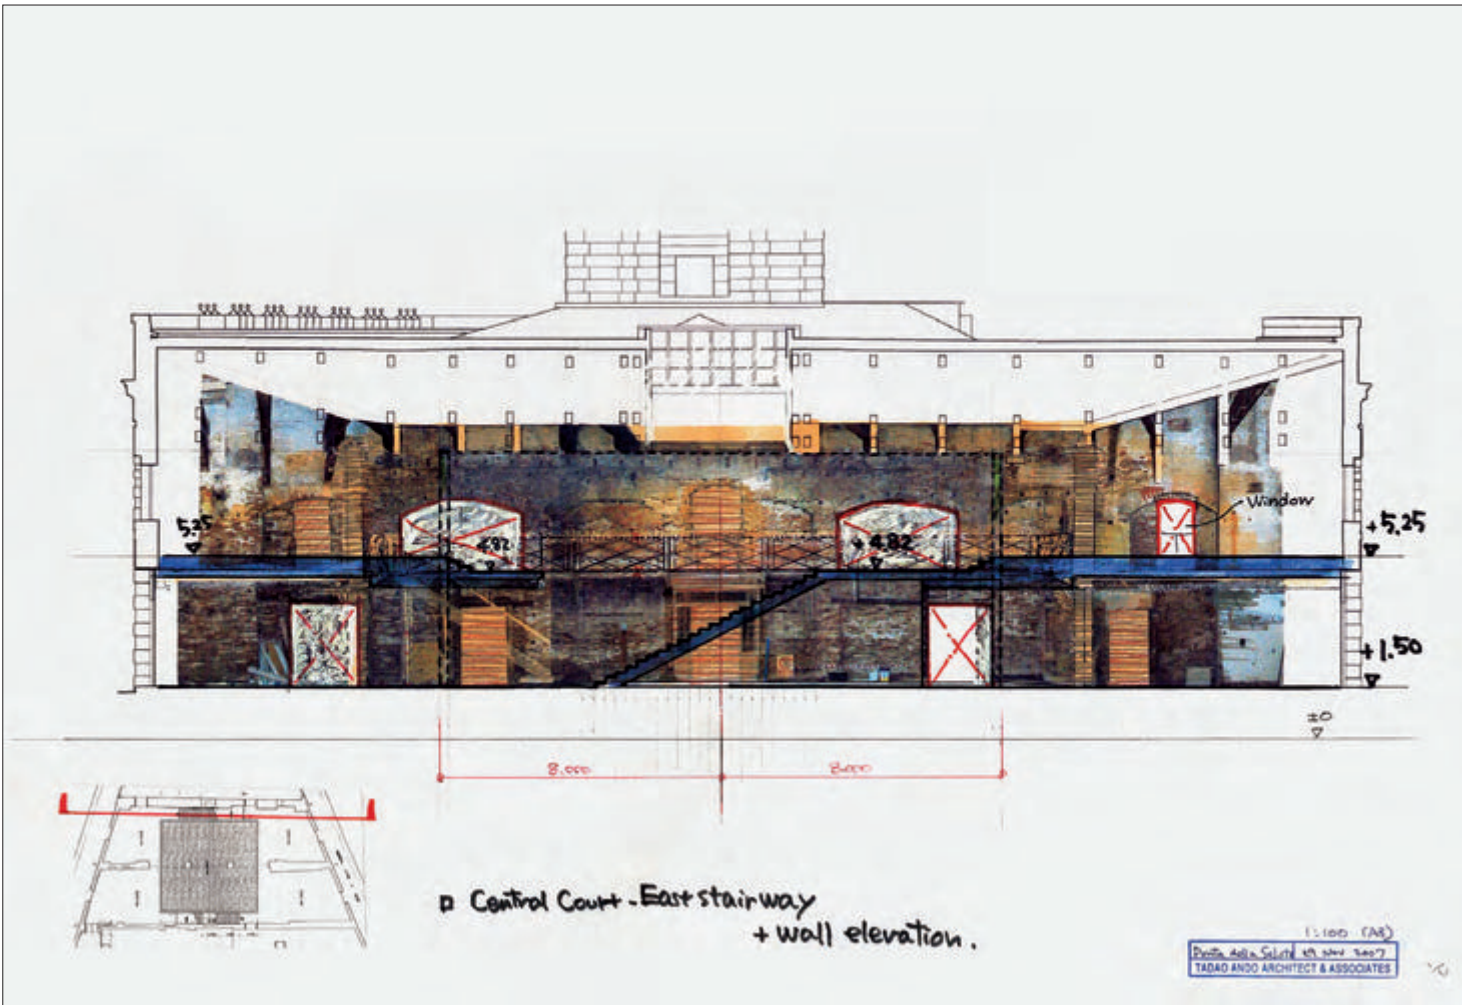 5.25
4.82
+4.82
Window
+5.25
+1.50
±0
8.000
8.000
□ Central Court - East stairway
+ wall elevation.
1:100 (A3)
Punta della Salute 29 NOV 2007
TADAO ANDO ARCHITECT & ASSOCIATES